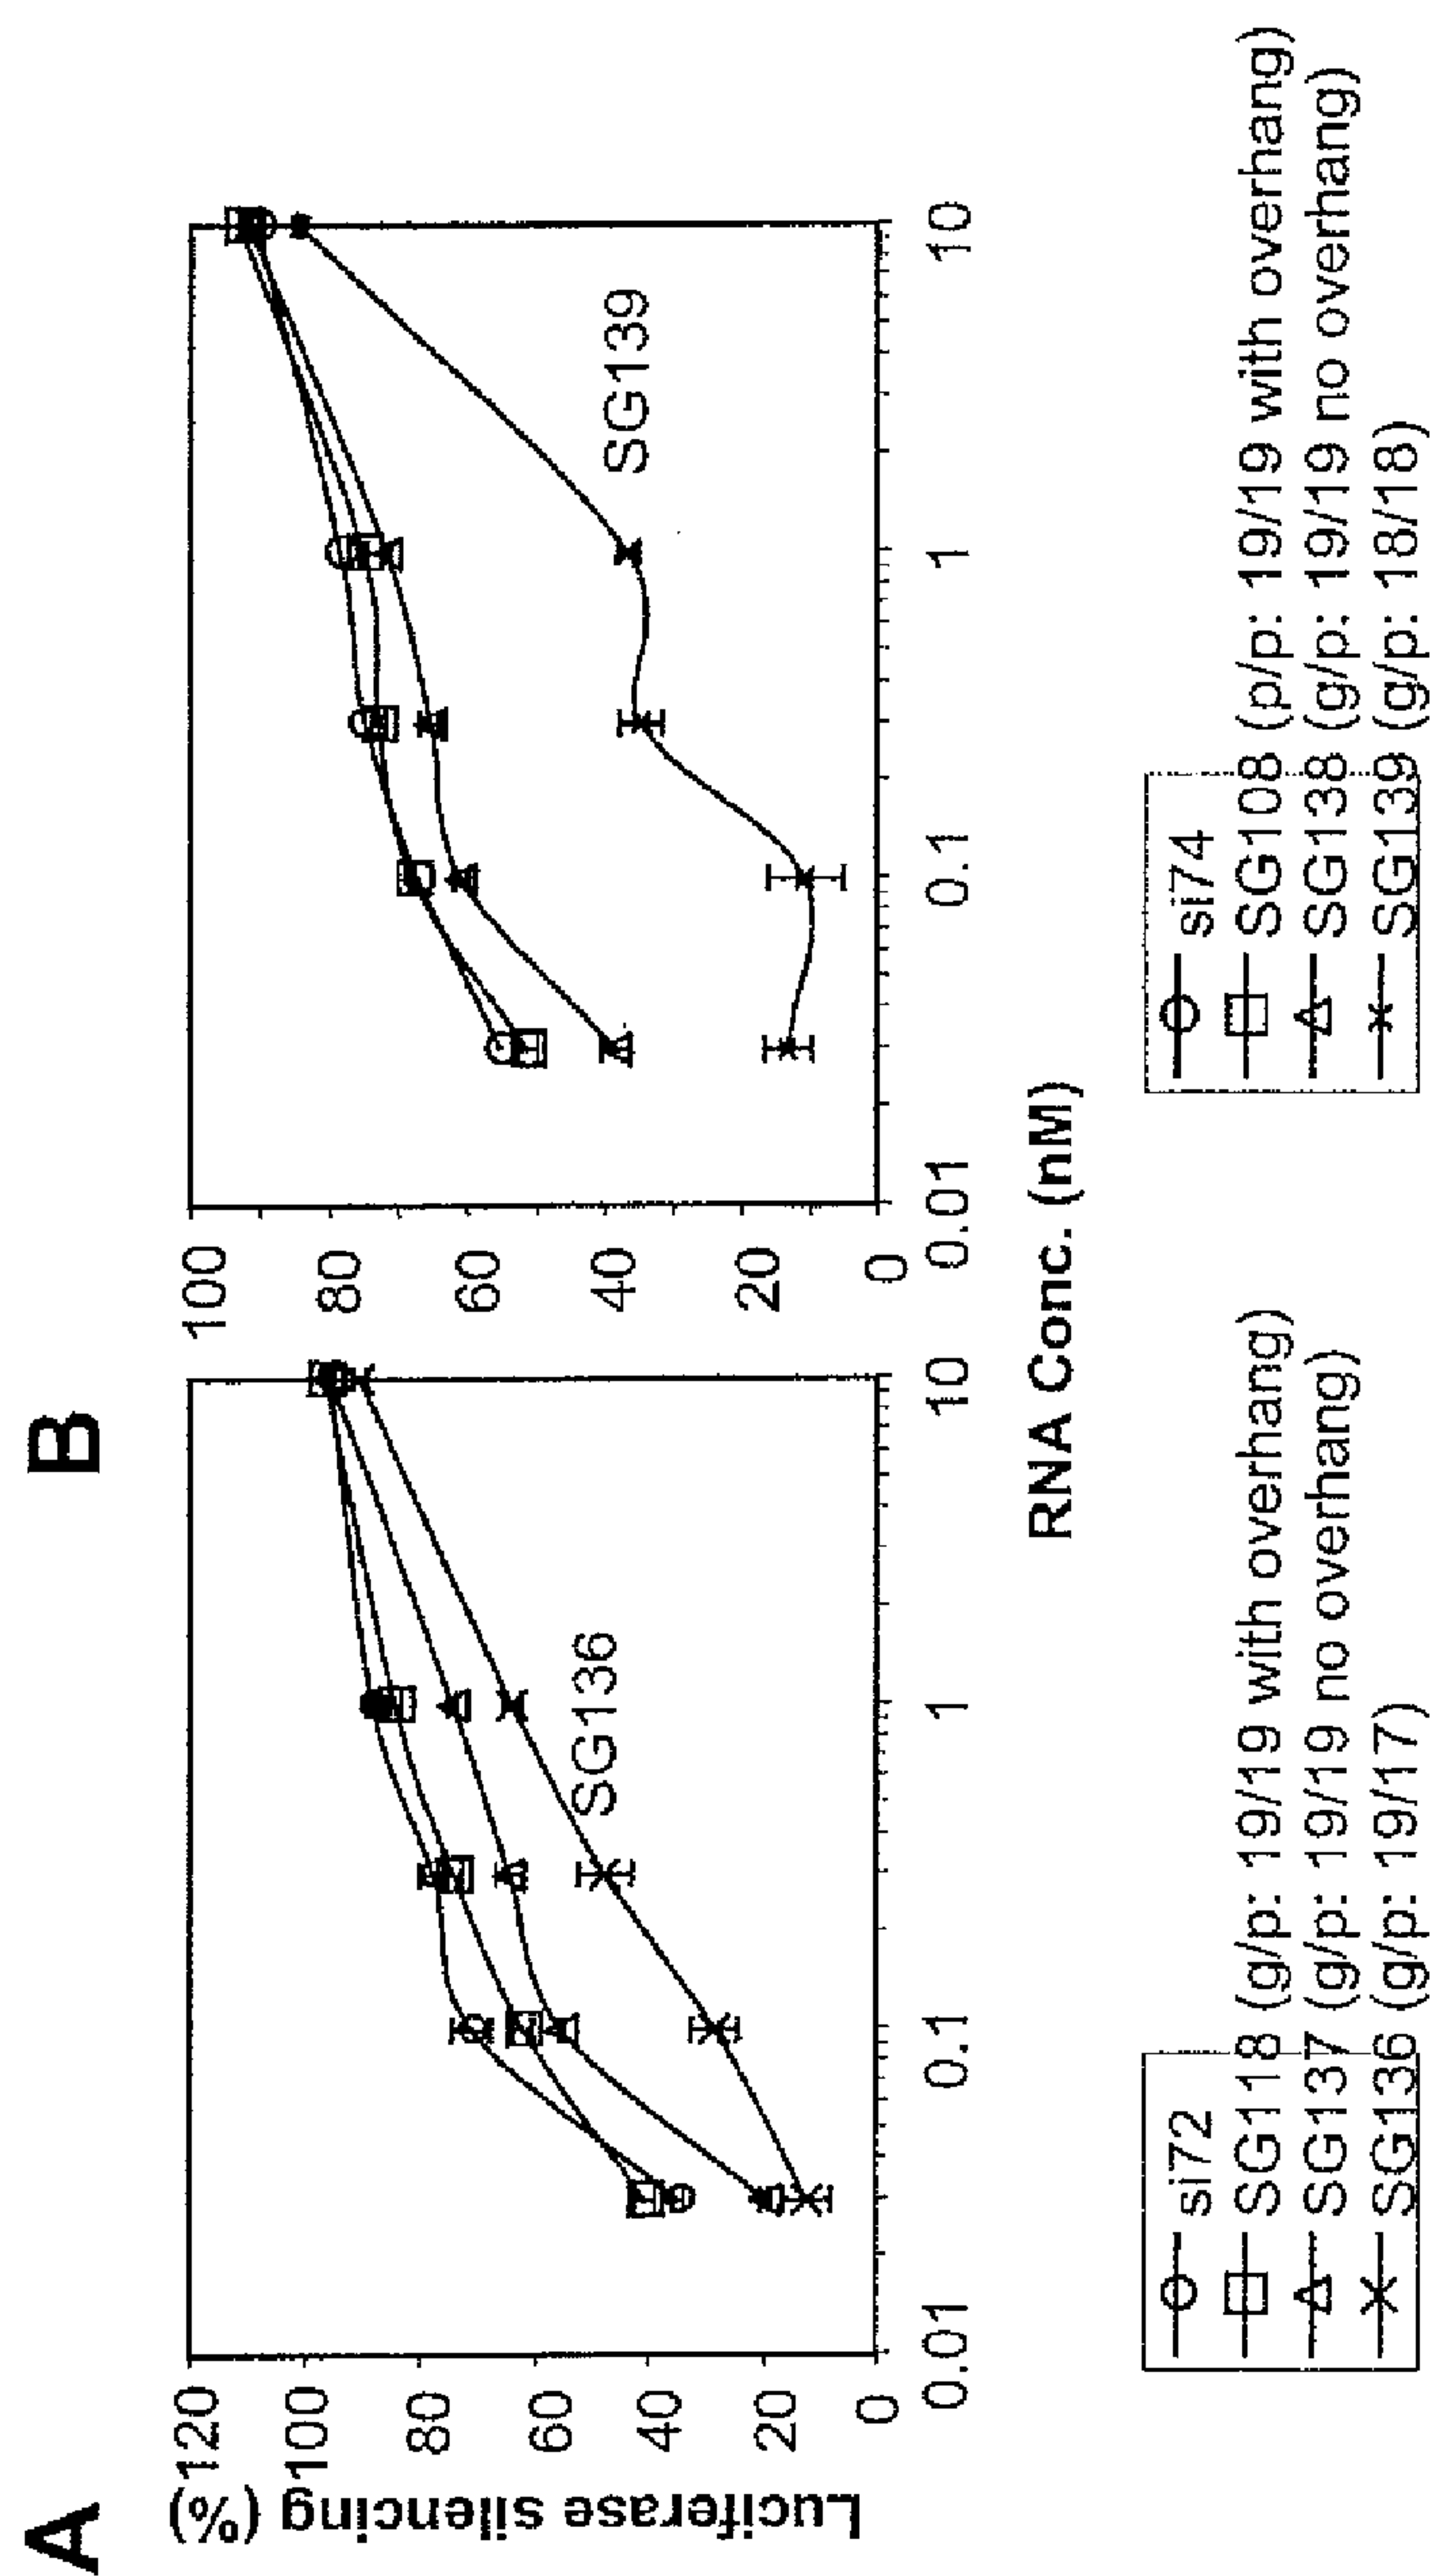 A
B
Luciferase silencing (%)
120
100
80
60
40
20
0
0.01
0.1
1
10
SG136
100
80
60
40
20
0
0.01
0.1
1
10
SG139
RNA Conc. (nM)
si72
SG118 (g/p: 19/19 with overhang)
SG137 (g/p: 19/19 no overhang)
SG136 (g/p: 19/17)
si74
SG108 (p/p: 19/19 with overhang)
SG138 (g/p: 19/19 no overhang)
SG139 (g/p: 18/18)